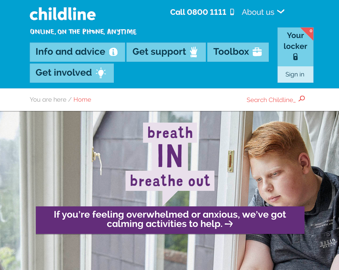 childline
ONLINE, ON THE PHONE, ANYTIME
Call 0800 1111
About us
Info and advice
Get support
Toolbox
Get involved
Your
locker
Sign in
You are here / Home
Search Childline_
breath
IN
breathe out
If you're feeling overwhelmed or anxious, we've got
calming activities to help. →